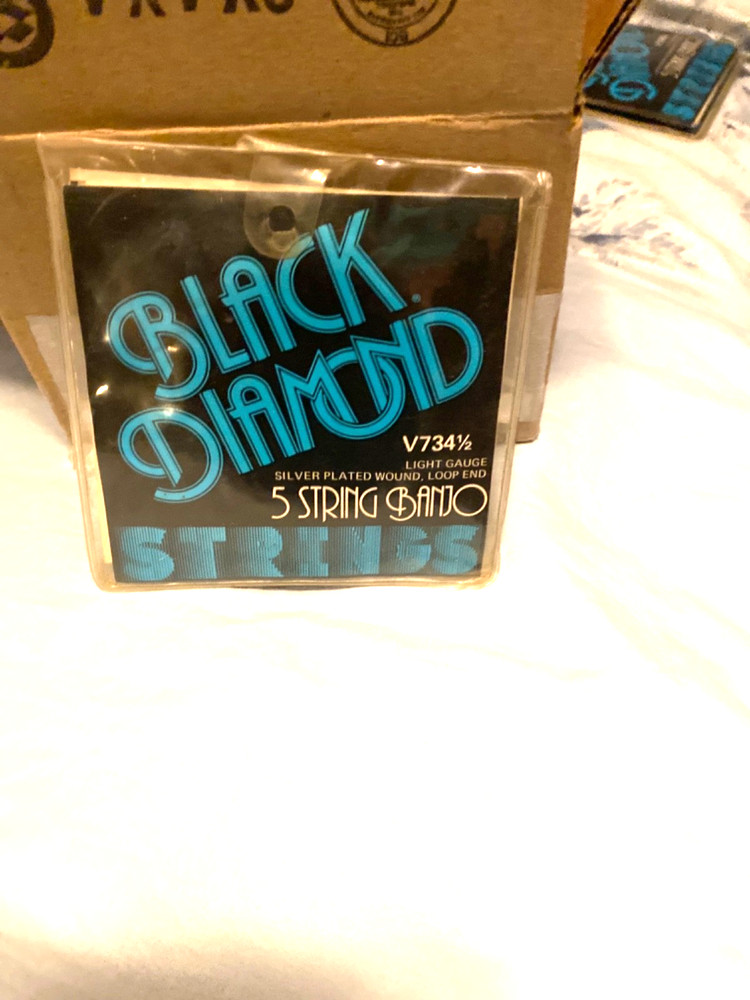 BLACK
DIAMOND®
V734½
LIGHT GAUGE
SILVER PLATED WOUND, LOOP END
5 STRING BANJO
STRINGS